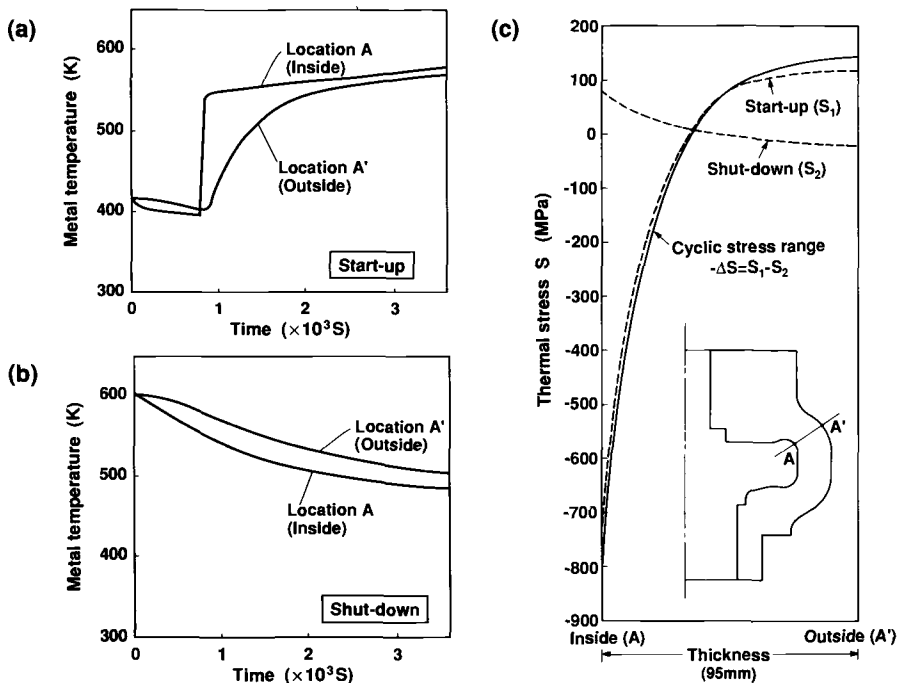 (a)
Metal temperature (K)
600
500
400
300
Location A
(Inside)
Location A'
(Outside)
Start-up
0
1
2
3
Time (×10³S)
(b)
Metal temperature (K)
600
500
400
300
Location A'
(Outside)
Location A
(Inside)
Shut-down
0
1
2
3
Time (×10³S)
(c)
Thermal stress S (MPa)
200
100
0
-100
-200
-300
-400
-500
-600
-700
-800
-900
Start-up (S₁)
Shut-down (S₂)
Cyclic stress range
-ΔS=S₁-S₂
A'
A
Inside (A)
Outside (A')
Thickness
(95mm)